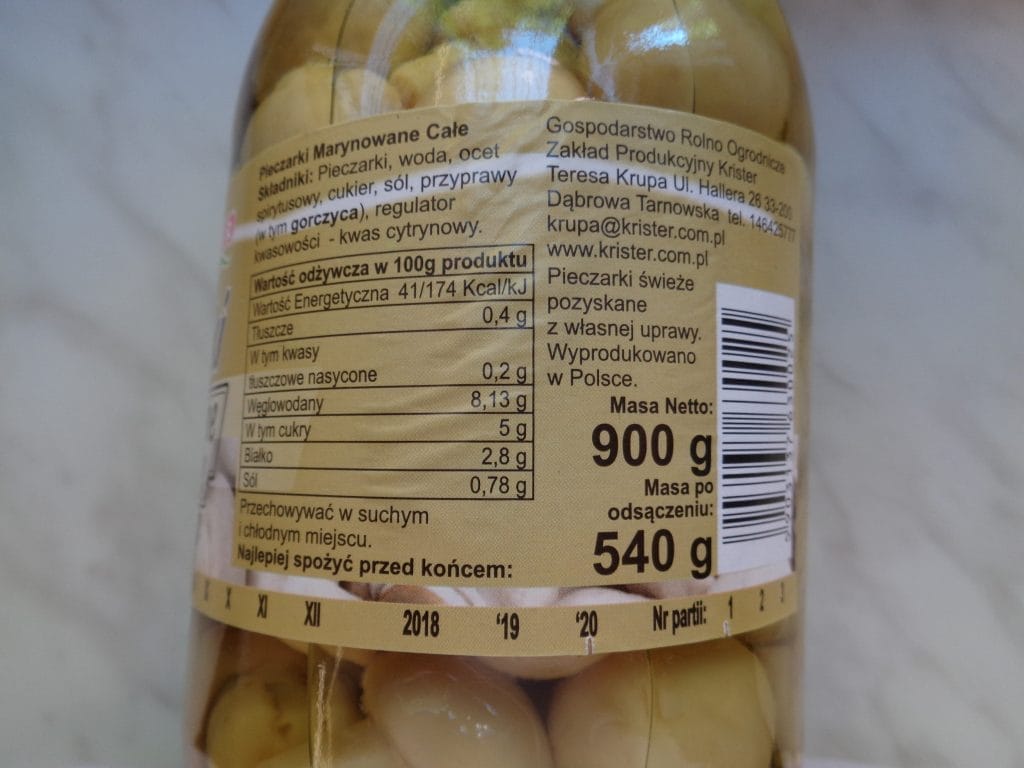 Pieczarki Marynowane Całe
Składniki: Pieczarki, woda, ocet
spirytusowy, cukier, sól, przyprawy
(w tym gorczyca), regulator
kwasowości - kwas cytrynowy.
Wartość odżywcza w 100g produktu
Wartość Energetyczna 41/174 Kcal/kJ
Tłuszcze 0,4 g
W tym kwasy
tłuszczowe nasycone 0,2 g
Węglowodany 8,13 g
W tym cukry 5 g
Białko 2,8 g
Sól 0,78 g
Przechowywać w suchym
i chłodnym miejscu.
Najlepiej spożyć przed końcem:
Gospodarstwo Rolno Ogrodnicze
Zakład Produkcyjny Krister
Teresa Krupa Ul. Hallera 26 33-200
Dąbrowa Tarnowska tel. 146425777
krupa@krister.com.pl
www.krister.com.pl
Pieczarki świeże
pozyskane
z własnej uprawy.
Wyprodukowano
w Polsce.
Masa Netto:
900 g
Masa po
odsączeniu:
540 g
X XI XII 2018 '19 '20 Nr partii: 1 2 3